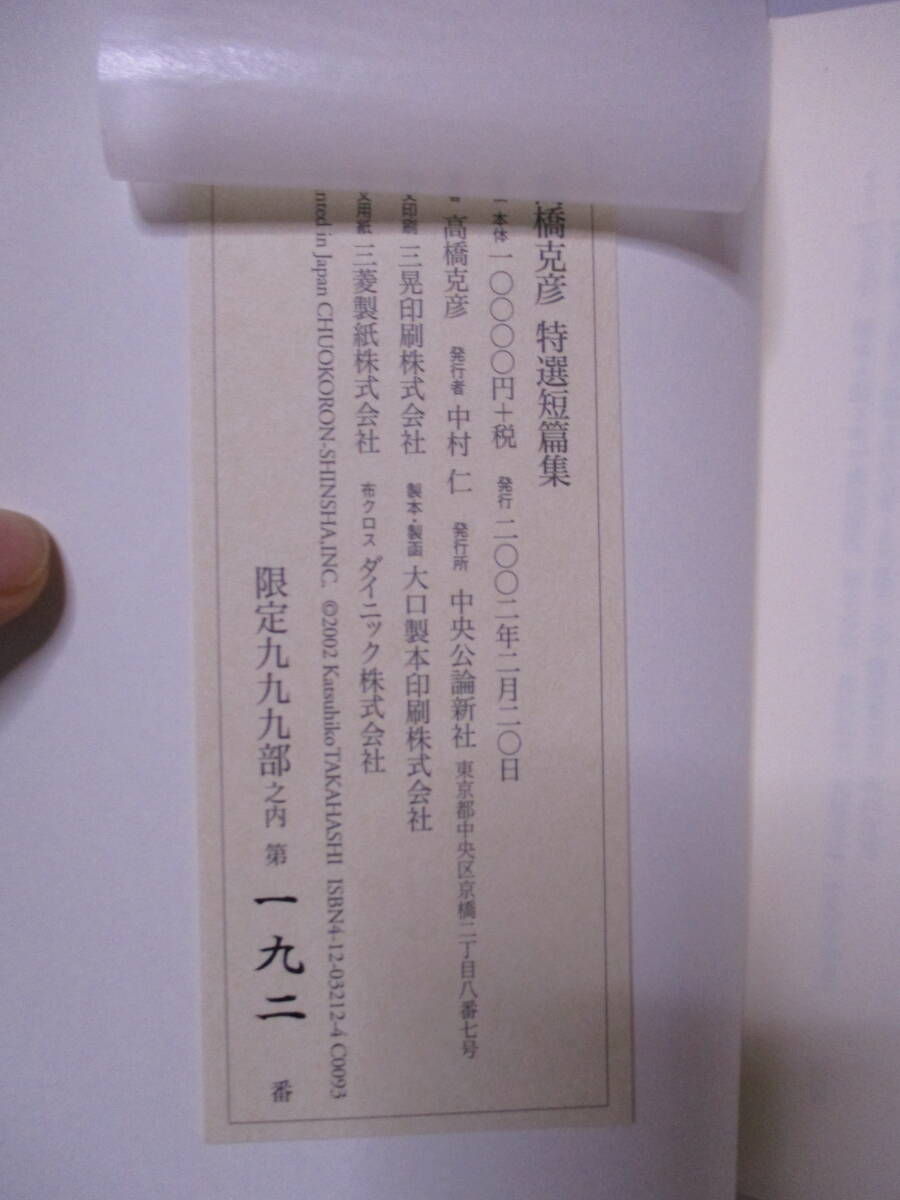 橋克彦 特選短篇集
本体 一〇〇〇〇円＋税 発行 二〇〇二年二月二〇日
高橋克彦 発行者 中村 仁 発行所 中央公論新社 東京都中央区京橋二丁目八番七号
印刷 三晃印刷株式会社 製本・製函 大口製本印刷株式会社
用紙 三菱製紙株式会社 布クロス ダイニック株式会社
nted in Japan CHUOKORON-SHINSHA,INC. ©2002 Katsuhiko TAKAHASHI ISBN4-12-03212-4 C0093
限定九九九部之内 第 一九二 番